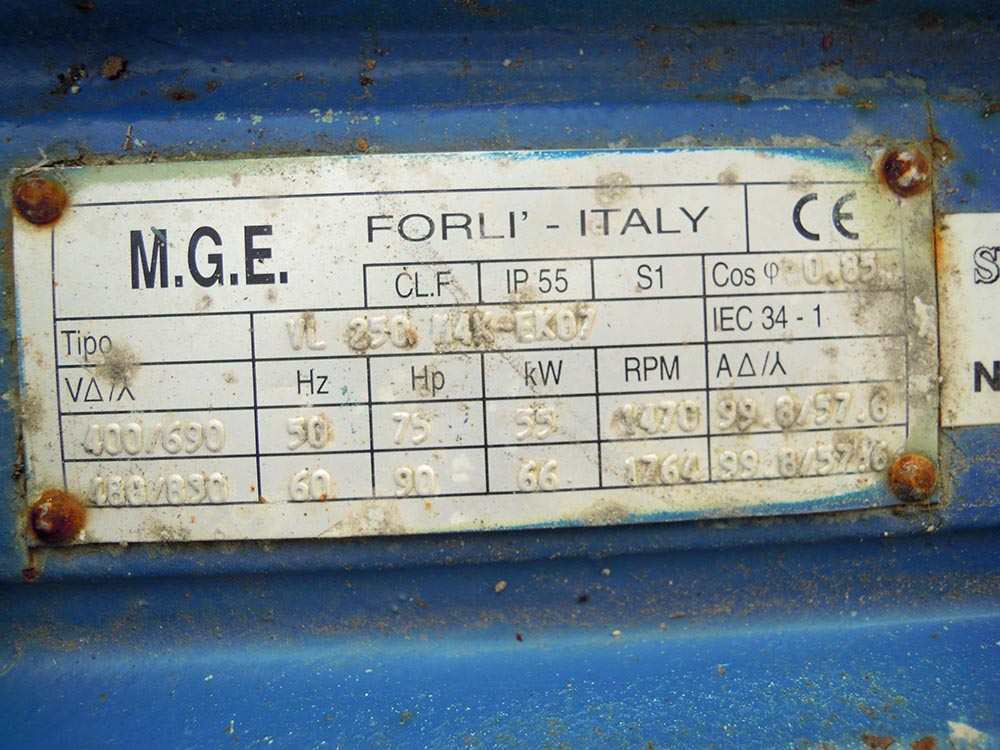 M.G.E. FORLI' - ITALY CE
CL.F IP 55 S1 Cos φ 0.85
Tipo VL 250 M4K-EK07 IEC 34 - 1
V Δ/⅄ Hz Hp kW RPM A Δ/⅄
400/690 50 75 55 1470 99.8/57.6
480/830 60 90 66 1764 99.8/57.6
N